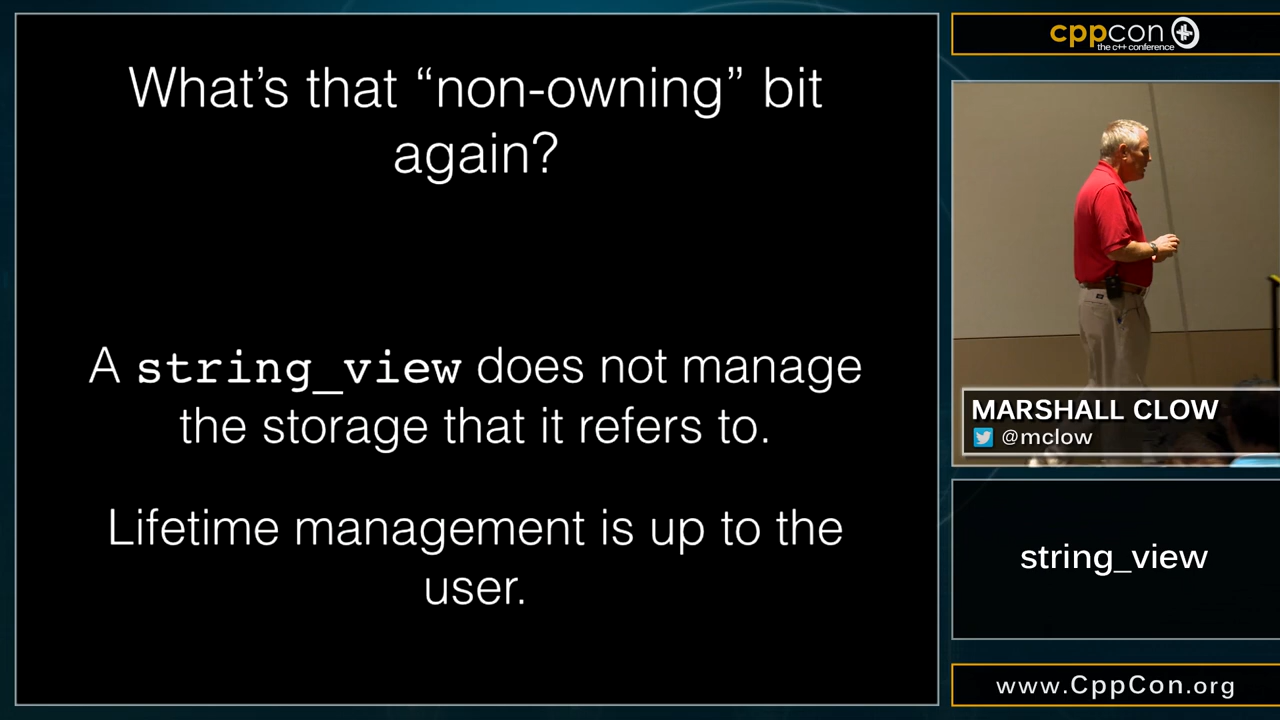 What's that “non-owning” bit
again?
A string_view does not manage
the storage that it refers to.
Lifetime management is up to the
user.
cppcon
the c++ conference
MARSHALL CLOW
@mclow
string_view
www.CppCon.org